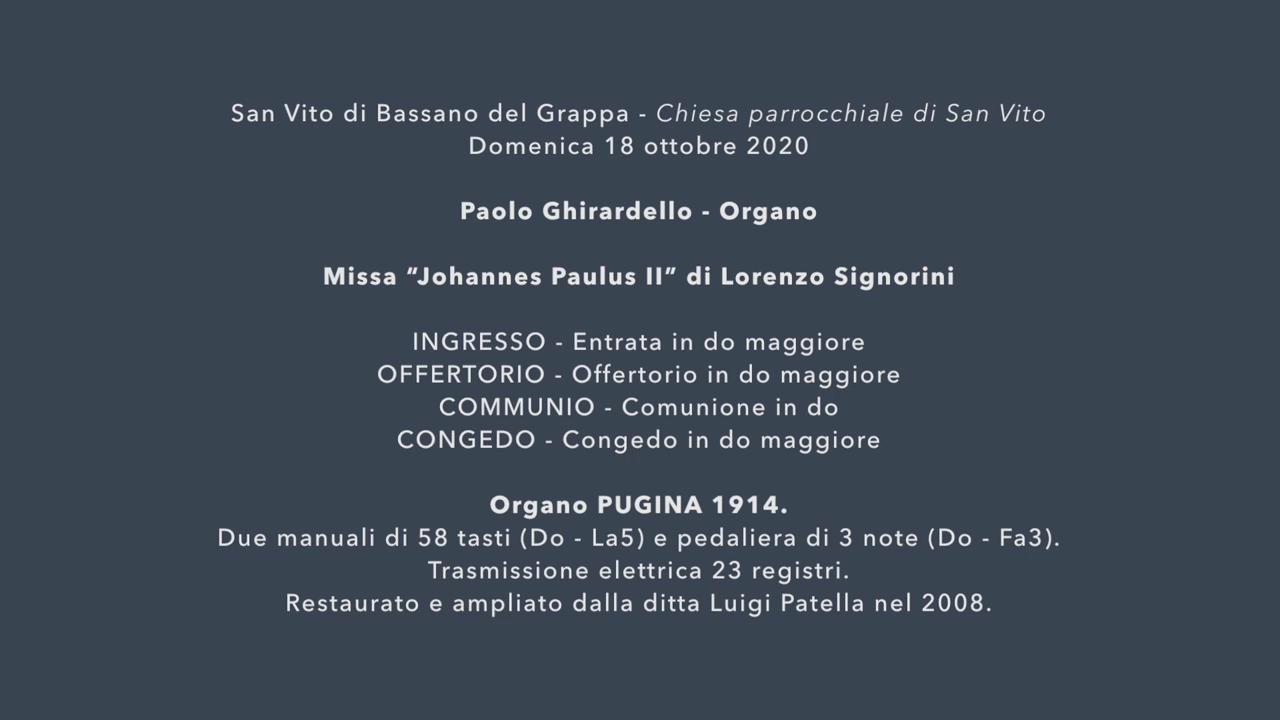 San Vito di Bassano del Grappa - Chiesa parrocchiale di San Vito
Domenica 18 ottobre 2020
Paolo Ghirardello - Organo
Missa “Johannes Paulus II” di Lorenzo Signorini
INGRESSO - Entrata in do maggiore
OFFERTORIO - Offertorio in do maggiore
COMMUNIO - Comunione in do
CONGEDO - Congedo in do maggiore
Organo PUGINA 1914.
Due manuali di 58 tasti (Do - La5) e pedaliera di 3 note (Do - Fa3).
Trasmissione elettrica 23 registri.
Restaurato e ampliato dalla ditta Luigi Patella nel 2008.